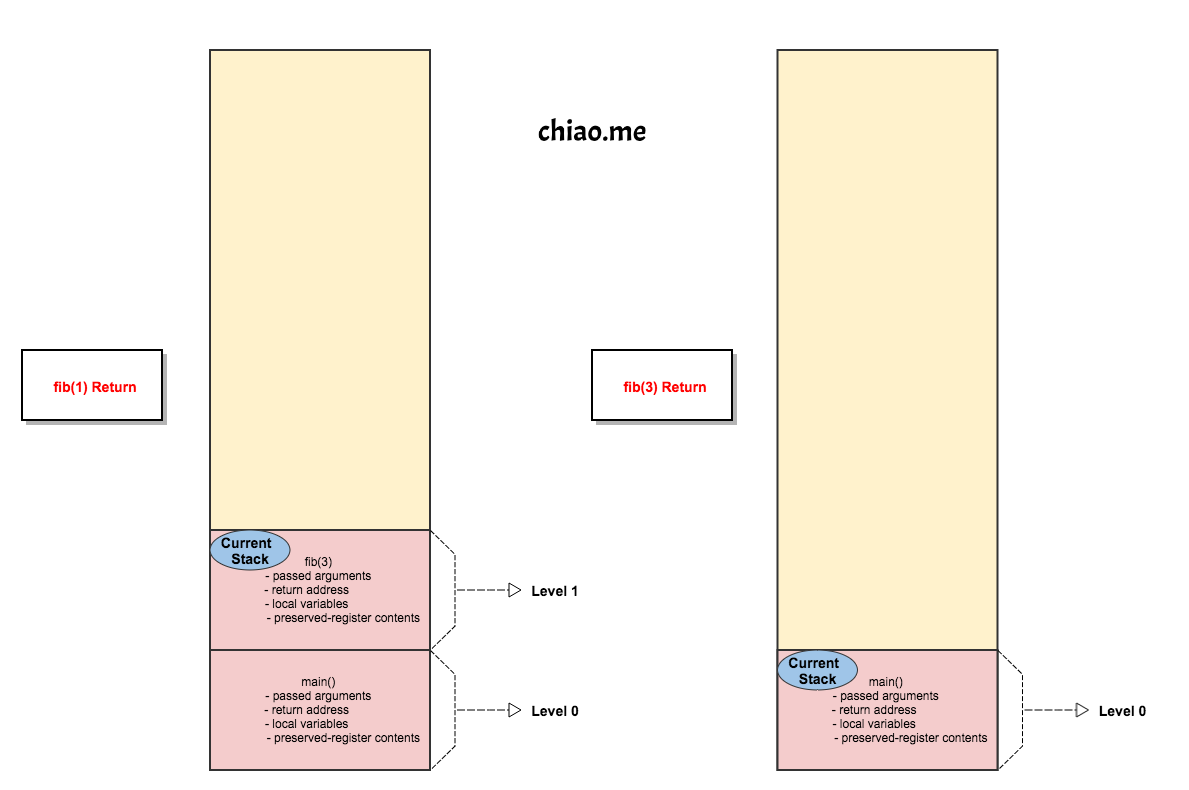 chiao.me
fib(1) Return
Current
Stack
fib(3)
- passed arguments
- return address
- local variables
- preserved-register contents
Level 1
main()
- passed arguments
- return address
- local variables
- preserved-register contents
Level 0
fib(3) Return
Current
Stack
main()
- passed arguments
- return address
- local variables
- preserved-register contents
Level 0